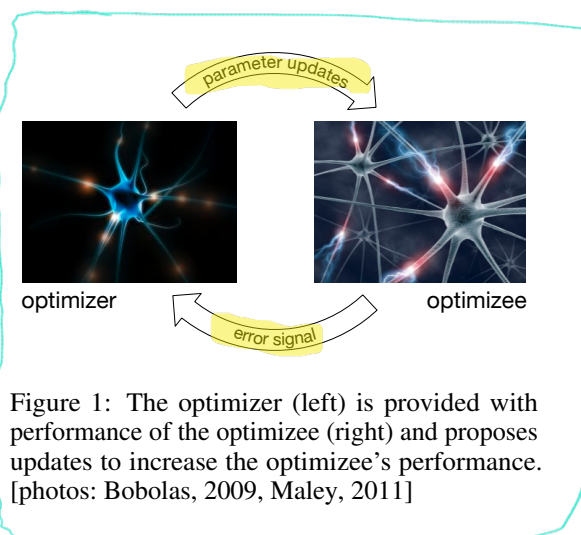 parameter updates
optimizer
optimizee
error signal
Figure 1: The optimizer (left) is provided with
performance of the optimizee (right) and proposes
updates to increase the optimizee's performance.
[photos: Bobolas, 2009, Maley, 2011]